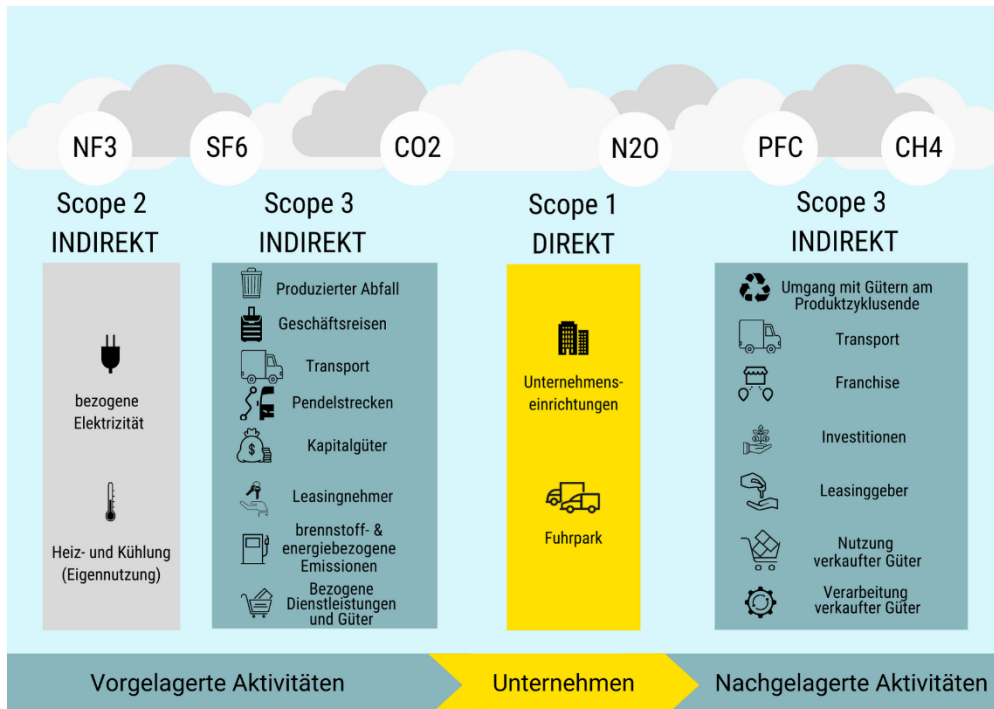 NF3
SF6
CO2
N2O
PFC
CH4
Scope 2
INDIREKT
bezogene
Elektrizität
Heiz- und Kühlung
(Eigennutzung)
Scope 3
INDIREKT
Produzierter Abfall
Geschäftsreisen
Transport
Pendelstrecken
$
Kapitalgüter
Leasingnehmer
brennstoff- &
energiebezogene
Emissionen
Bezogene
Dienstleistungen
und Güter
Scope 1
DIREKT
Unternehmens-
einrichtungen
Fuhrpark
Scope 3
INDIREKT
Umgang mit Gütern am
Produktzyklusende
Transport
Franchise
Investitionen
Leasinggeber
Nutzung
verkaufter Güter
Verarbeitung
verkaufter Güter
Vorgelagerte Aktivitäten
Unternehmen
Nachgelagerte Aktivitäten